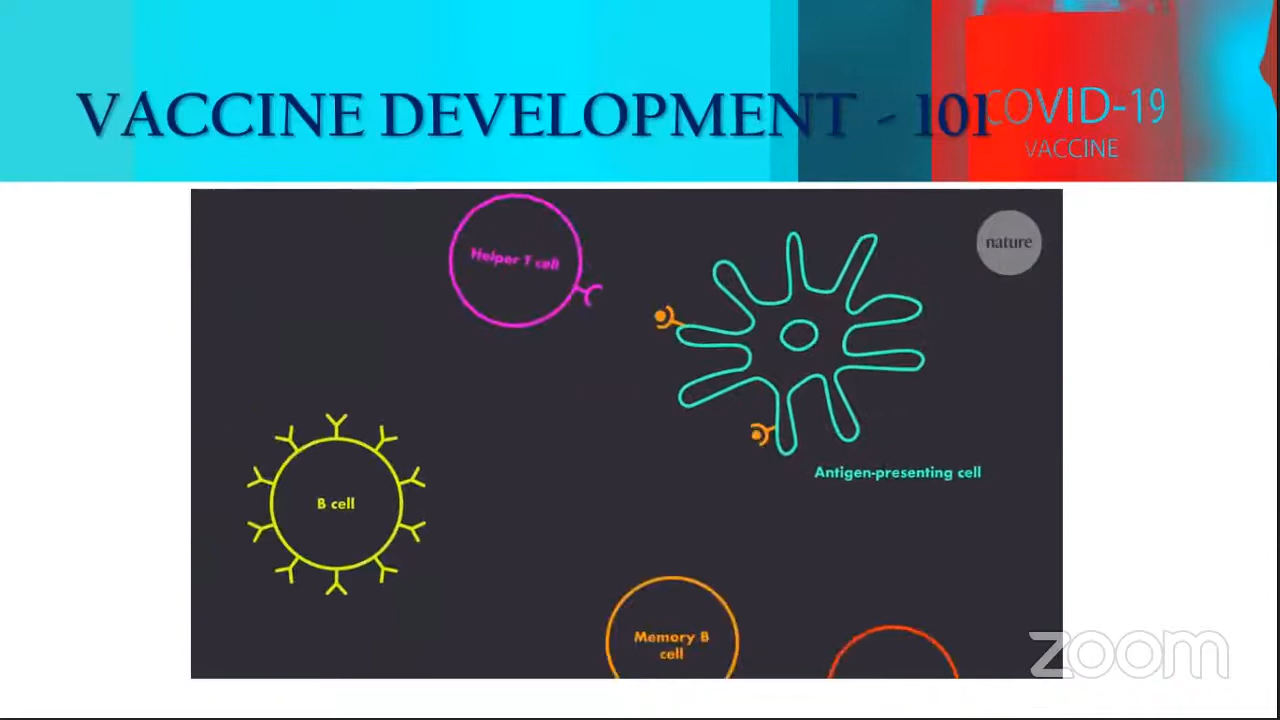 VACCINE DEVELOPMENT - 101
COVID-19
VACCINE
Helper T cell
nature
Antigen-presenting cell
B cell
Memory B
cell
zoom